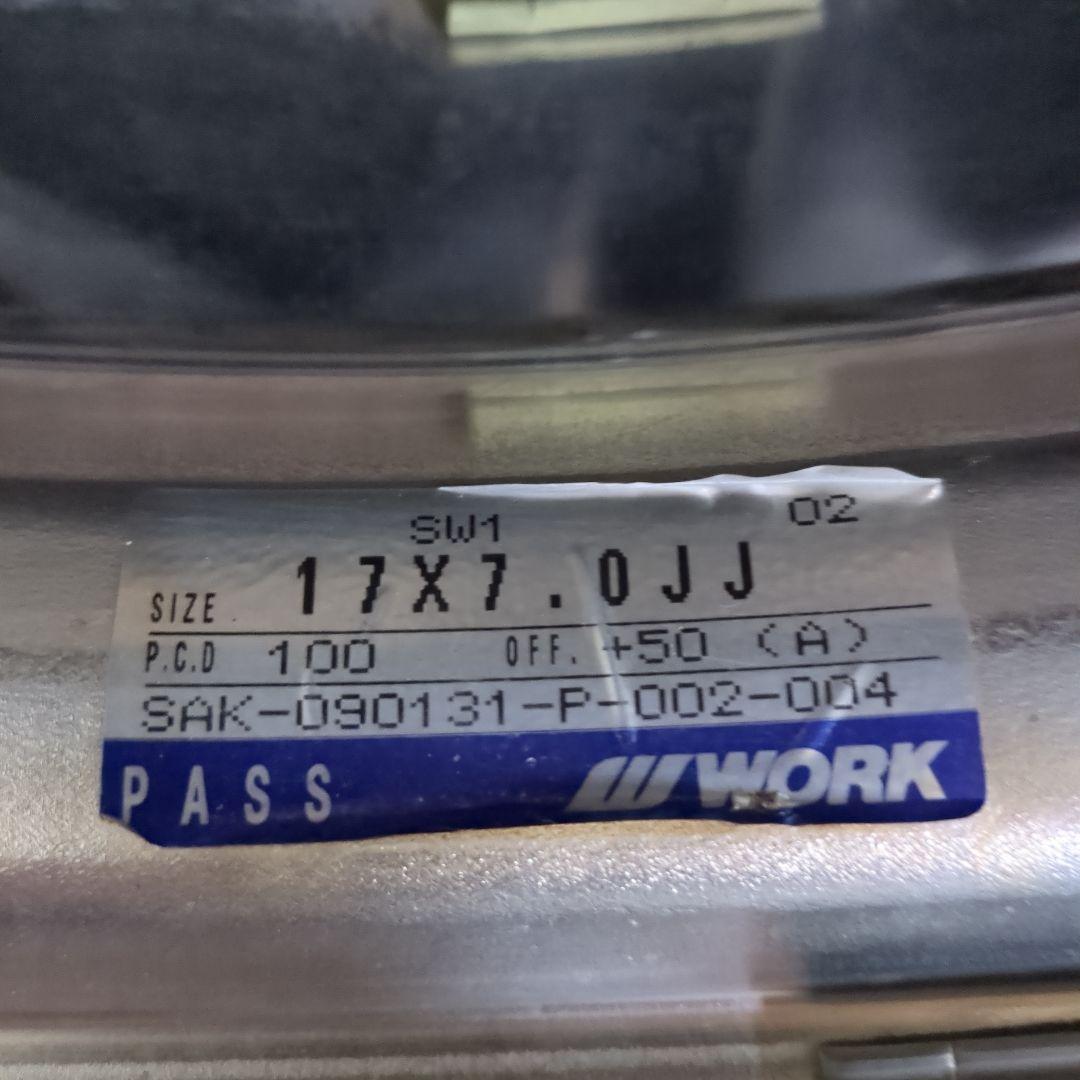 SW1 02
SIZE 17X7.0JJ
P.C.D 100 OFF. +50 (A)
SAK-090131-P-002-004
PASS WORK